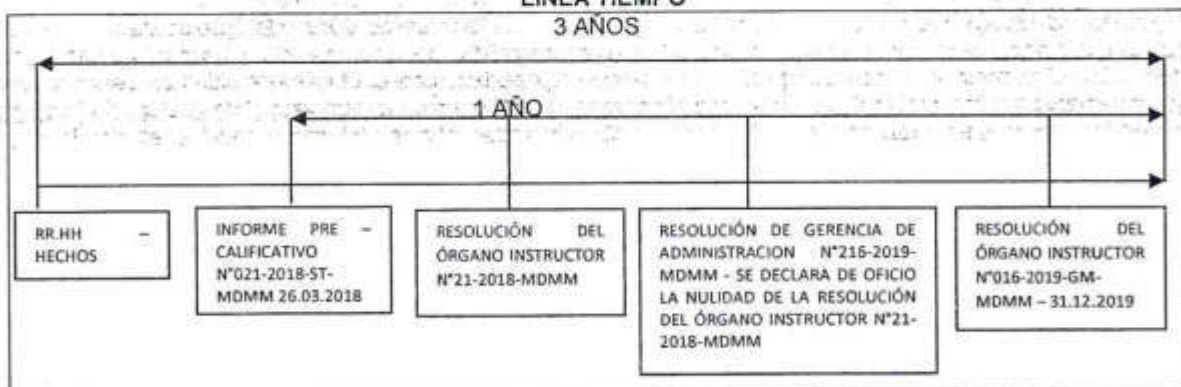 LÍNEA TIEMPO
3 AÑOS
1 AÑO
RR.HH –
HECHOS
INFORME PRE –
CALIFICATIVO
N°021-2018-ST-
MDMM 26.03.2018
RESOLUCIÓN DEL
ÓRGANO INSTRUCTOR
N°21-2018-MDMM
RESOLUCIÓN DE GERENCIA DE
ADMINISTRACION N°216-2019-
MDMM - SE DECLARA DE OFICIO
LA NULIDAD DE LA RESOLUCIÓN
DEL ÓRGANO INSTRUCTOR N°21-
2018-MDMM
RESOLUCIÓN DEL
ÓRGANO INSTRUCTOR
N°016-2019-GM-
MDMM – 31.12.2019